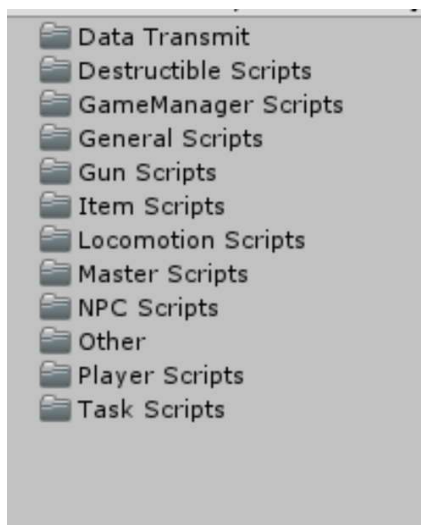 Data Transmit
Destructible Scripts
GameManager Scripts
General Scripts
Gun Scripts
Item Scripts
Locomotion Scripts
Master Scripts
NPC Scripts
Other
Player Scripts
Task Scripts